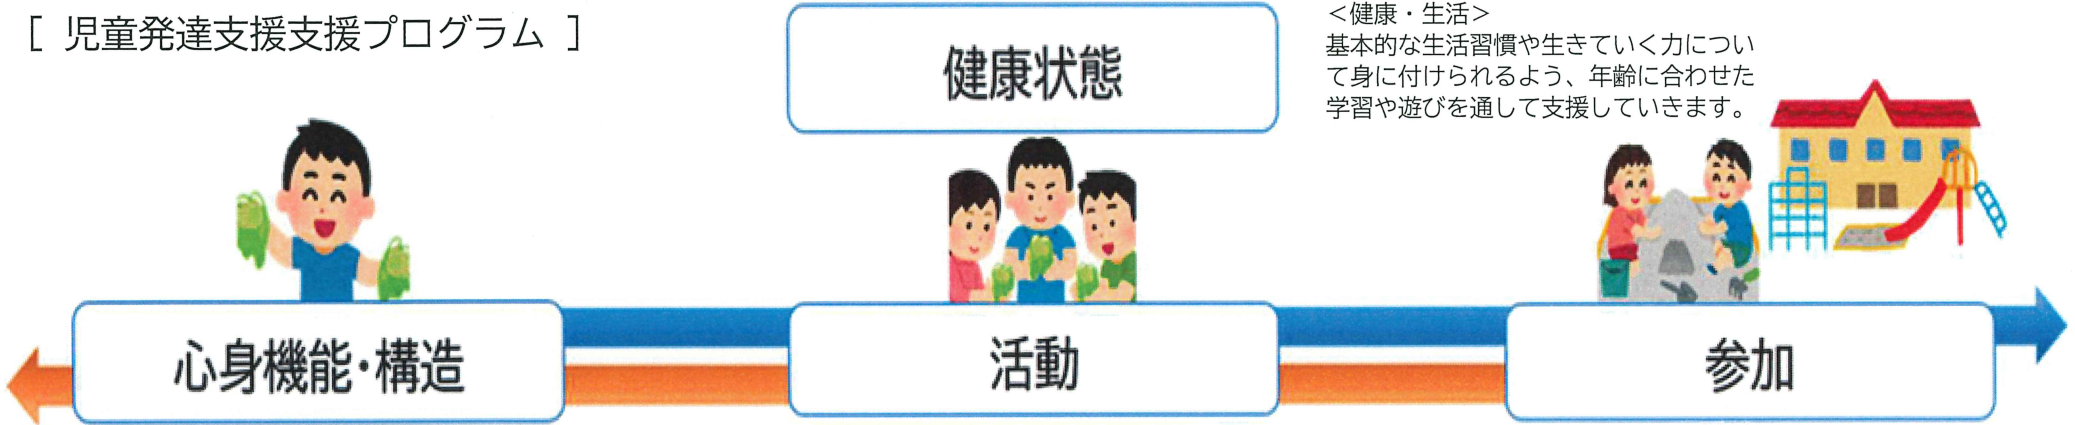 [ 児童発達支援支援プログラム ]
健康状態
＜健康・生活＞
基本的な生活習慣や生きていく力につい
て身に付けられるよう、年齢に合わせた
学習や遊びを通して支援していきます。
心身機能・構造
活動
参加